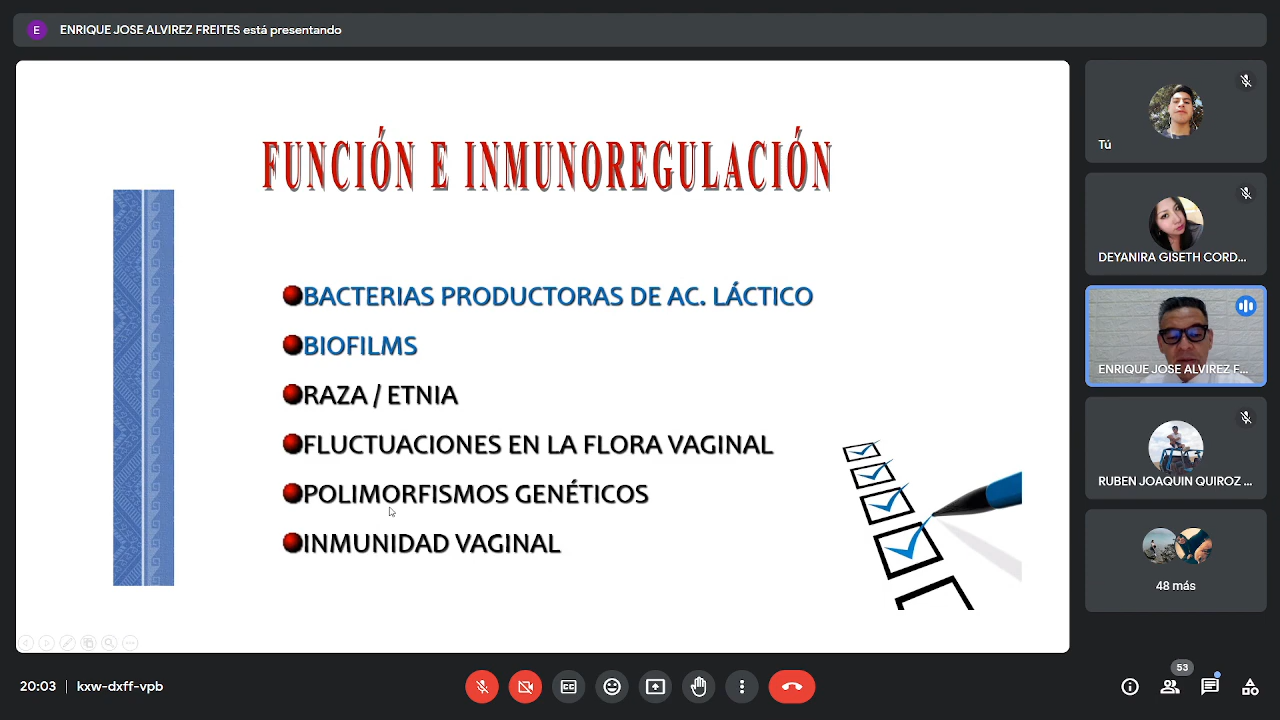 E ENRIQUE JOSE ALVIREZ FREITES está presentando
FUNCIÓN E INMUNOREGULACIÓN
BACTERIAS PRODUCTORAS DE AC. LÁCTICO
BIOFILMS
RAZA / ETNIA
FLUCTUACIONES EN LA FLORA VAGINAL
POLIMORFISMOS GENÉTICOS
INMUNIDAD VAGINAL
Tú
DEYANIRA GISETH CORD...
ENRIQUE JOSE ALVIREZ F...
RUBEN JOAQUIN QUIROZ ...
48 más
20:03 | kxw-dxff-vpb
53